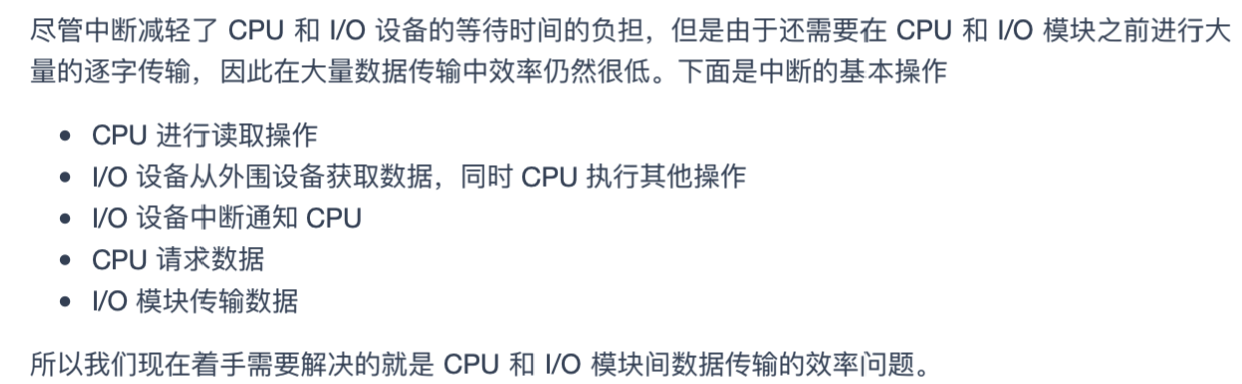 尽管中断减轻了 CPU 和 I/O 设备的等待时间的负担，但是由于还需要在 CPU 和 I/O 模块之前进行大
量的逐字传输，因此在大量数据传输中效率仍然很低。下面是中断的基本操作
• CPU 进行读取操作
• I/O 设备从外围设备获取数据，同时 CPU 执行其他操作
• I/O 设备中断通知 CPU
• CPU 请求数据
• I/O 模块传输数据
所以我们现在着手需要解决的就是 CPU 和 I/O 模块间数据传输的效率问题。